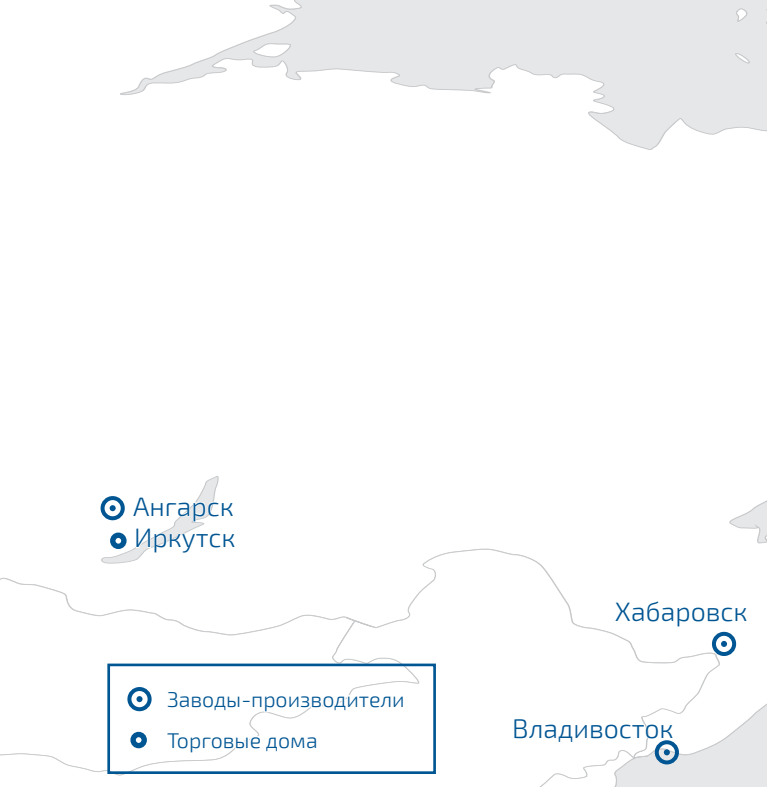 Ангарск
Иркутск
Хабаровск
Владивосток
Заводы-производители
Торговые дома